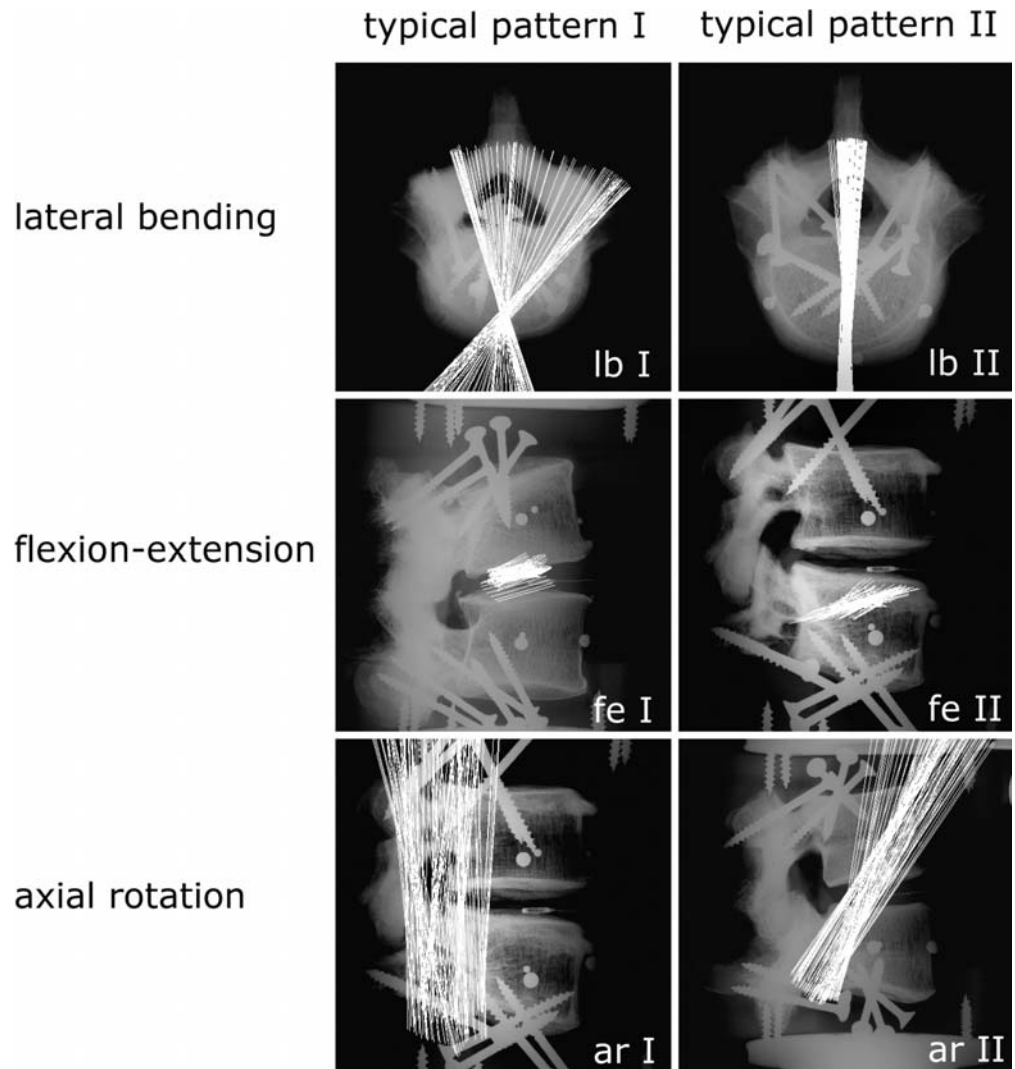 typical pattern I typical pattern II
lateral bending
lb I
lb II
flexion-extension
fe I
fe II
axial rotation
ar I
ar II